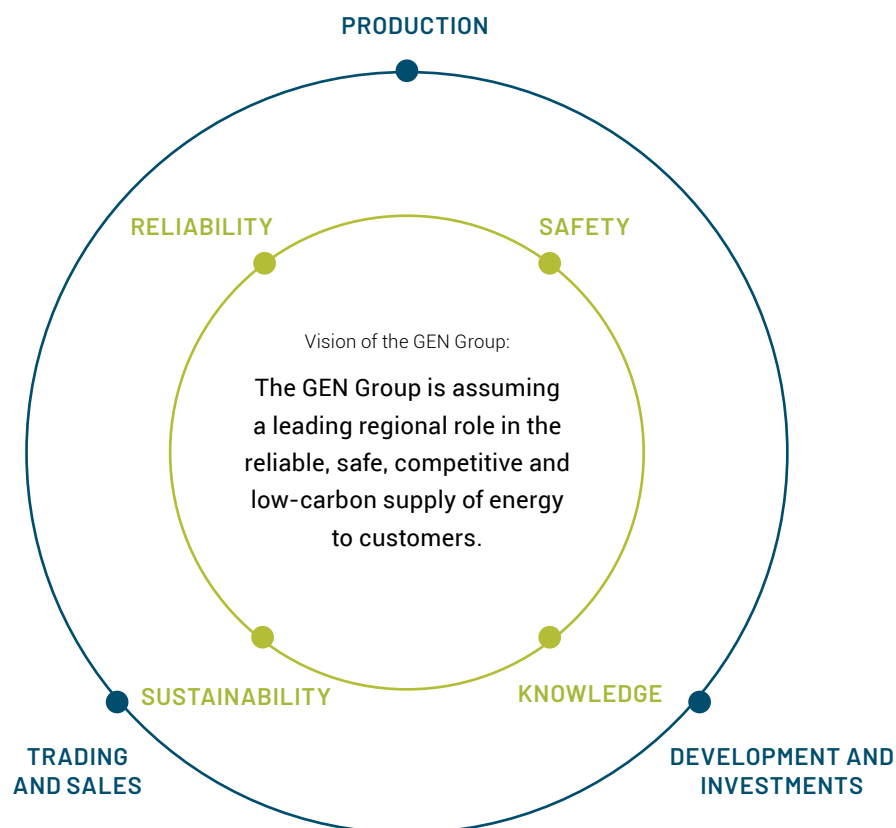 PRODUCTION
RELIABILITY
SAFETY
Vision of the GEN Group:
The GEN Group is assuming
a leading regional role in the
reliable, safe, competitive and
low-carbon supply of energy
to customers.
SUSTAINABILITY
KNOWLEDGE
TRADING
AND SALES
DEVELOPMENT AND
INVESTMENTS